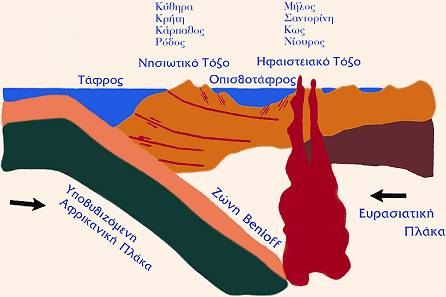 Κύθηρα
Κρήτη
Κάρπαθος
Ρόδος
Μήλος
Σαντορίνη
Κως
Νίσυρος
Νησιωτικό Τόξο
Ηφαιστειακό Τόξο
Τάφρος
Οπισθοτάφρος
Υποβυθιζόμενη
Αφρικανική Πλάκα
Ζώνη Benioff
Ευρασιατική
Πλάκα